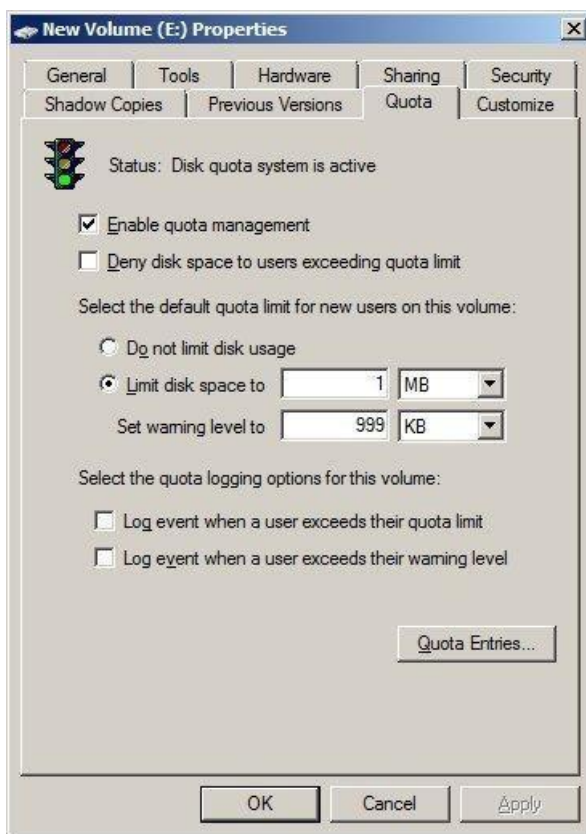 New Volume (E:) Properties
General Tools Hardware Sharing Security
Shadow Copies Previous Versions Quota Customize
Status: Disk quota system is active
Enable quota management
Deny disk space to users exceeding quota limit
Select the default quota limit for new users on this volume:
Do not limit disk usage
Limit disk space to 1 MB
Set warning level to 999 KB
Select the quota logging options for this volume:
Log event when a user exceeds their quota limit
Log event when a user exceeds their warning level
Quota Entries...
OK Cancel Apply